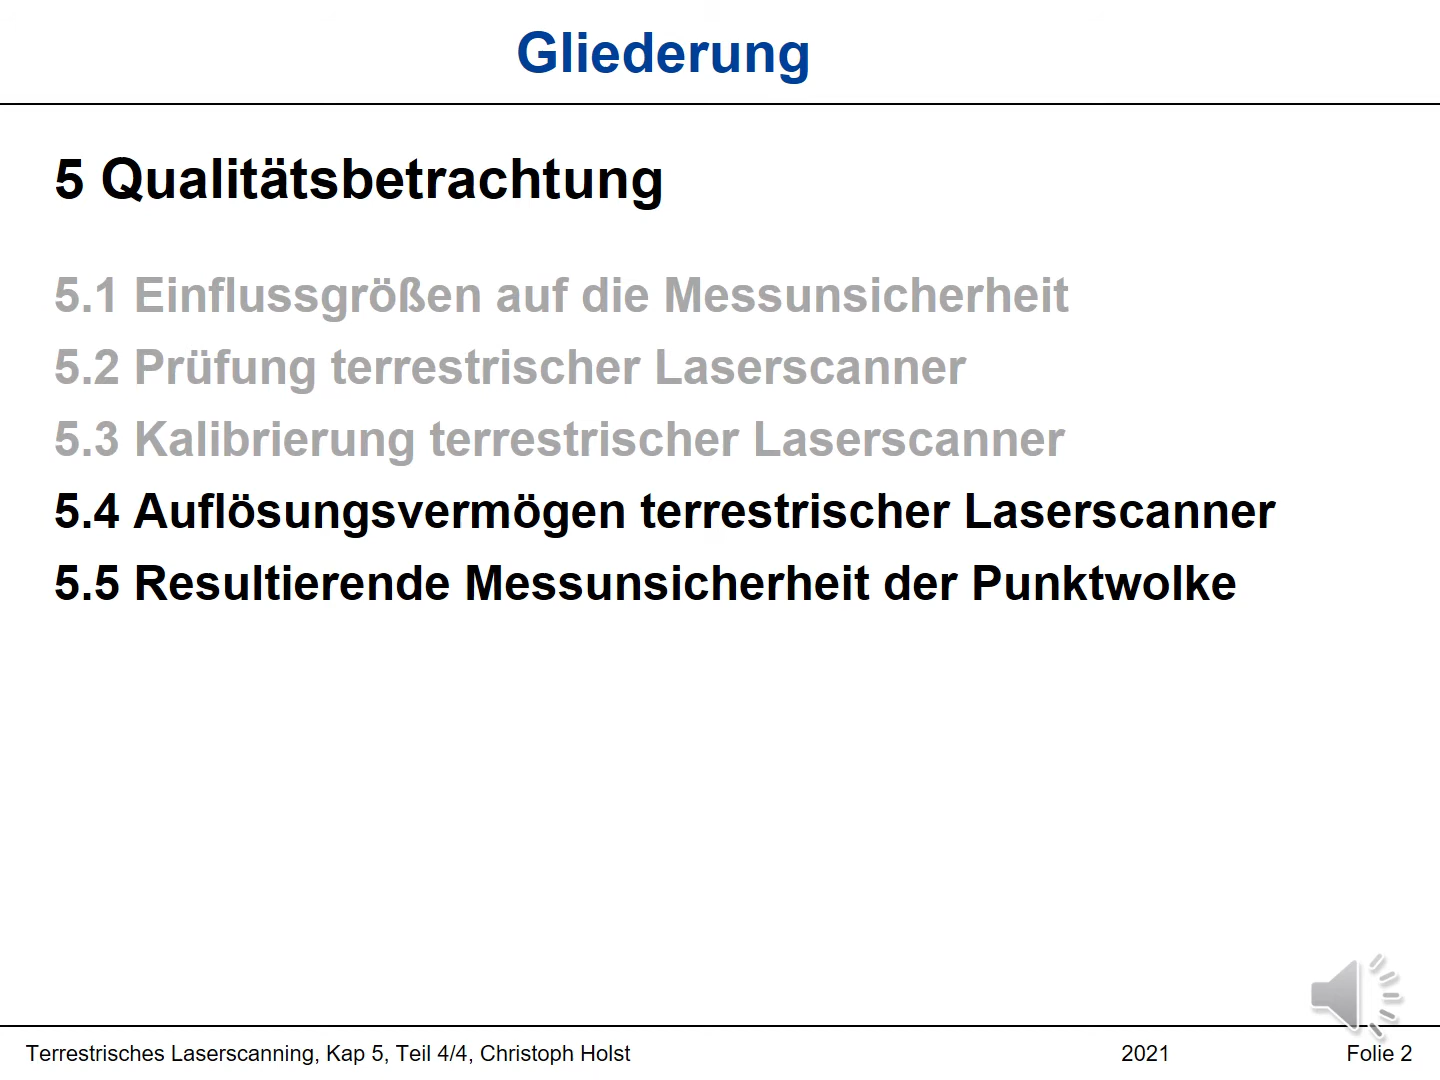 Gliederung
5 Qualitätsbetrachtung
5.1 Einflussgrößen auf die Messunsicherheit
5.2 Prüfung terrestrischer Laserscanner
5.3 Kalibrierung terrestrischer Laserscanner
5.4 Auflösungsvermögen terrestrischer Laserscanner
5.5 Resultierende Messunsicherheit der Punktwolke
Terrestrisches Laserscanning, Kap 5, Teil 4/4, Christoph Holst 2021 Folie 2